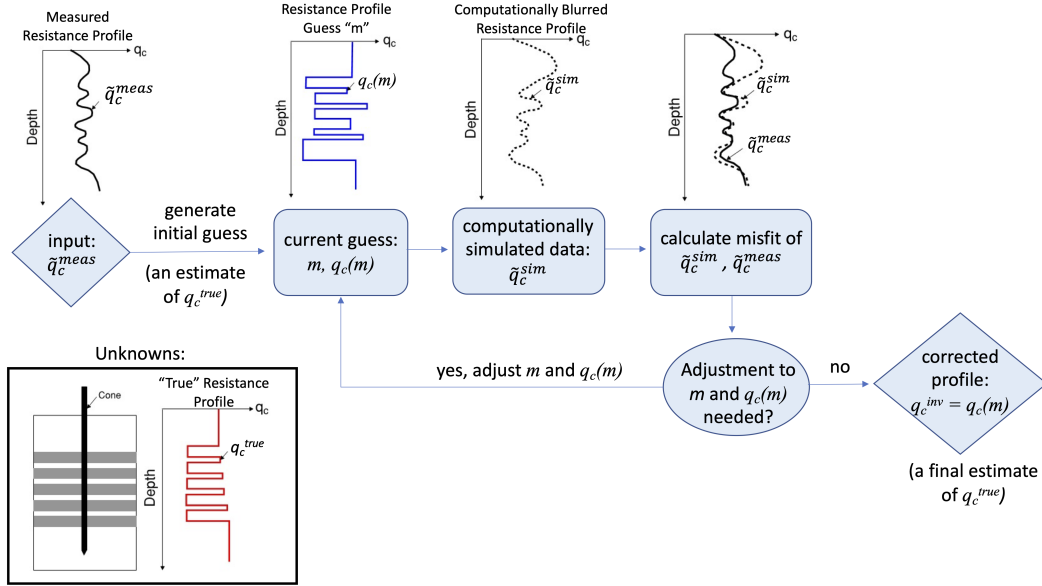 Measured
Resistance Profile
q_c
Depth
q̃_c^meas
Resistance Profile
Guess “m”
q_c
Depth
q_c(m)
Computationally Blurred
Resistance Profile
q_c
Depth
q̃_c^sim
q_c
Depth
q̃_c^sim
q̃_c^meas
input:
q̃_c^meas
generate
initial guess
(an estimate
of q_c^true)
current guess:
m, q_c(m)
computationally
simulated data:
q̃_c^sim
calculate misfit of
q̃_c^sim , q̃_c^meas
Adjustment to
m and q_c(m)
needed?
yes, adjust m and q_c(m)
no
corrected
profile:
q_c^inv = q_c(m)
(a final estimate
of q_c^true)
Unknowns:
Cone
“True” Resistance
Profile
q_c
Depth
q_c^true